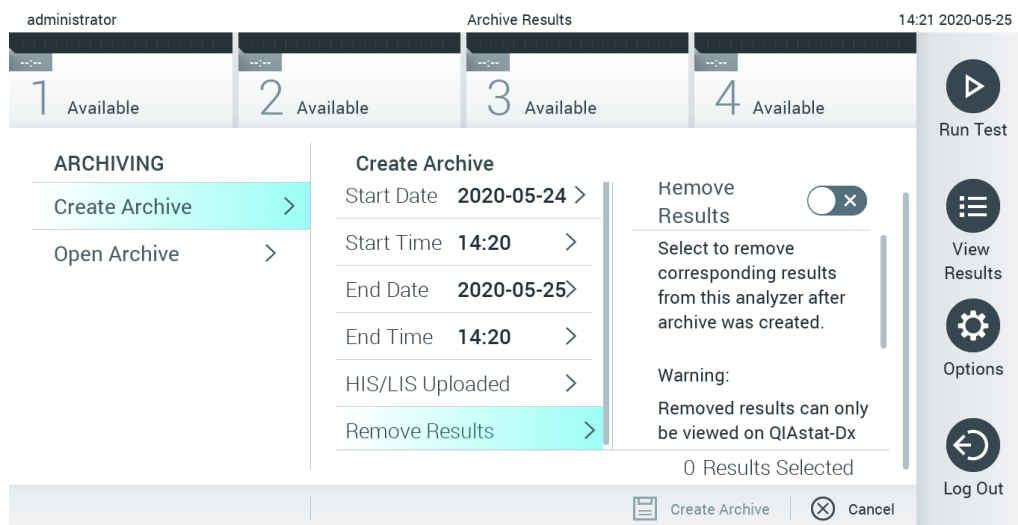 administrator
Archive Results
14:21 2020-05-25
--:--
1 Available
--:--
2 Available
--:--
3 Available
--:--
4 Available
Run Test
View
Results
Options
Log Out
ARCHIVING
Create Archive
Open Archive
Create Archive
Start Date 2020-05-24
Start Time 14:20
End Date 2020-05-25
End Time 14:20
HIS/LIS Uploaded
Remove Results
Remove
Results
Select to remove
corresponding results
from this analyzer after
archive was created.
Warning:
Removed results can only
be viewed on QIAstat-Dx
0 Results Selected
Create Archive
Cancel